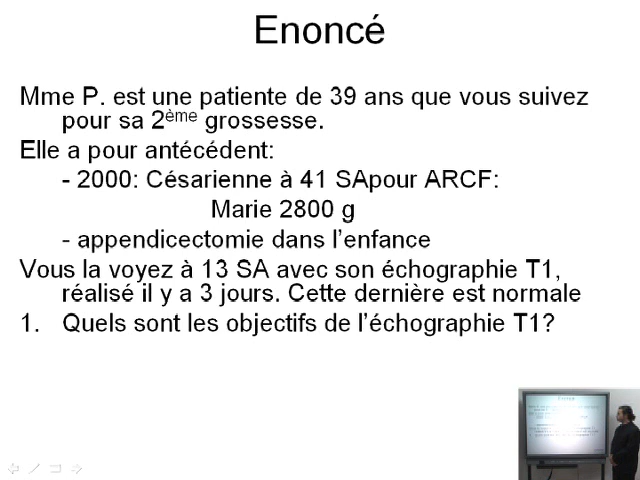 Enoncé
Mme P. est une patiente de 39 ans que vous suivez
pour sa 2ème grossesse.
Elle a pour antécédent:
- 2000: Césarienne à 41 SApour ARCF:
Marie 2800 g
- appendicectomie dans l'enfance
Vous la voyez à 13 SA avec son échographie T1,
réalisé il y a 3 jours. Cette dernière est normale
1. Quels sont les objectifs de l'échographie T1?